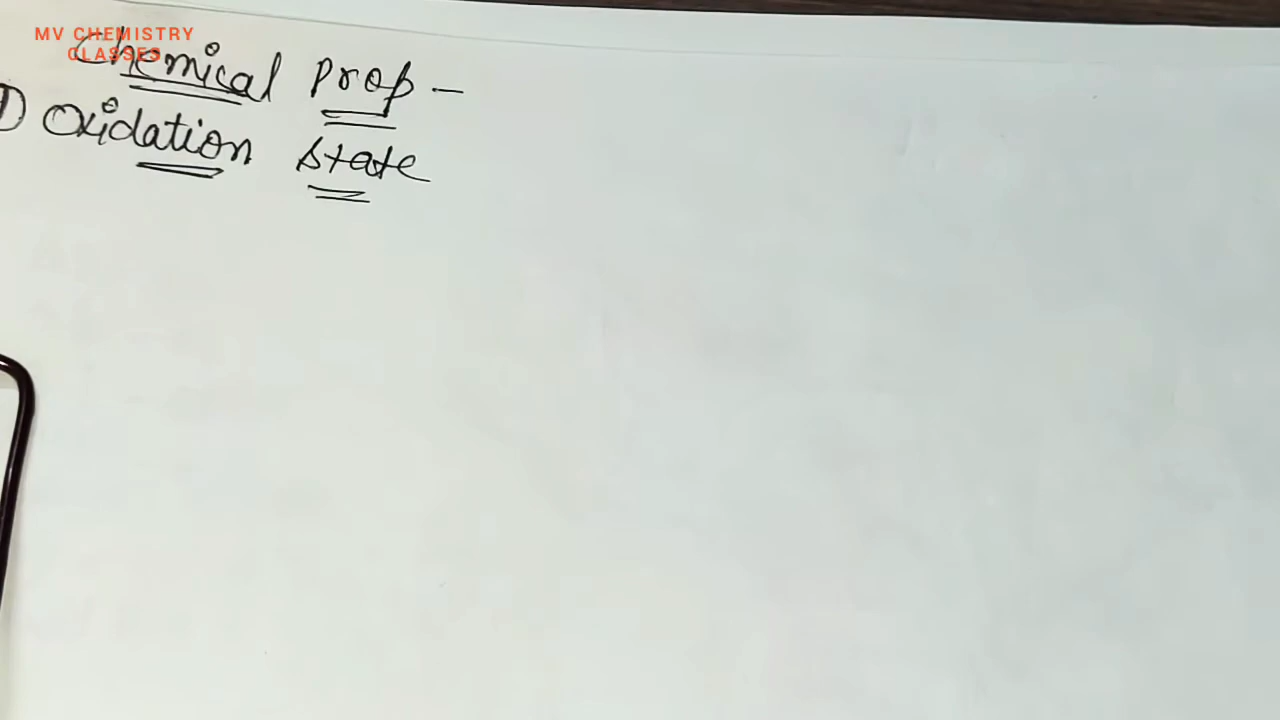 MV CHEMISTRY
CLASSES
Chemical Prop -
1) Oxidation state